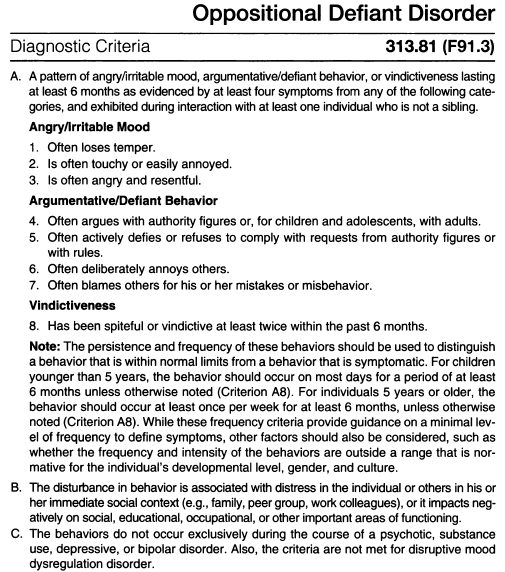 Oppositional Defiant Disorder
Diagnostic Criteria 313.81 (F91.3)
A. A pattern of angry/irritable mood, argumentative/defiant behavior, or vindictiveness lasting
at least 6 months as evidenced by at least four symptoms from any of the following cate-
gories, and exhibited during interaction with at least one individual who is not a sibling.
Angry/Irritable Mood
1. Often loses temper.
2. Is often touchy or easily annoyed.
3. Is often angry and resentful.
Argumentative/Defiant Behavior
4. Often argues with authority figures or, for children and adolescents, with adults.
5. Often actively defies or refuses to comply with requests from authority figures or
with rules.
6. Often deliberately annoys others.
7. Often blames others for his or her mistakes or misbehavior.
Vindictiveness
8. Has been spiteful or vindictive at least twice within the past 6 months.
Note: The persistence and frequency of these behaviors should be used to distinguish
a behavior that is within normal limits from a behavior that is symptomatic. For children
younger than 5 years, the behavior should occur on most days for a period of at least
6 months unless otherwise noted (Criterion A8). For individuals 5 years or older, the
behavior should occur at least once per week for at least 6 months, unless otherwise
noted (Criterion A8). While these frequency criteria provide guidance on a minimal lev-
el of frequency to define symptoms, other factors should also be considered, such as
whether the frequency and intensity of the behaviors are outside a range that is nor-
mative for the individual's developmental level, gender, and culture.
B. The disturbance in behavior is associated with distress in the individual or others in his or
her immediate social context (e.g., family, peer group, work colleagues), or it impacts neg-
atively on social, educational, occupational, or other important areas of functioning.
C. The behaviors do not occur exclusively during the course of a psychotic, substance
use, depressive, or bipolar disorder. Also, the criteria are not met for disruptive mood
dysregulation disorder.